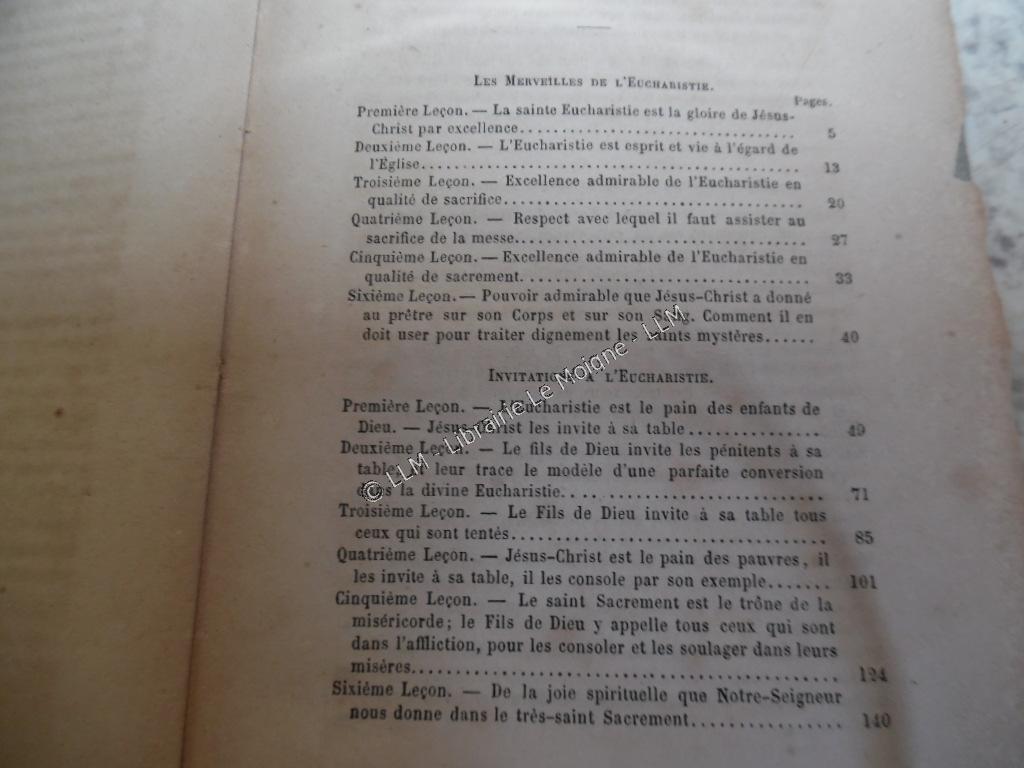 LES MERVEILLES DE L'EUCHARISTIE.
Pages.
Première Leçon. — La sainte Eucharistie est la gloire de Jésus-
Christ par excellence................................ 5
Deuxième Leçon. — L'Eucharistie est esprit et vie à l'égard de
l'Église............................................ 13
Troisième Leçon. — Excellence admirable de l'Eucharistie en
qualité de sacrifice.................................. 20
Quatrième Leçon. — Respect avec lequel il faut assister au
sacrifice de la messe................................. 27
Cinquième Leçon. — Excellence admirable de l'Eucharistie en
qualité de sacrement................................ 33
Sixième Leçon. — Pouvoir admirable que Jésus-Christ a donné
au prêtre sur son Corps et sur son Sang. Comment il en
doit user pour traiter dignement les saints mystères...... 40
INVITATIONS A L'EUCHARISTIE.
Première Leçon. — L'Eucharistie est le pain des enfants de
Dieu. — Jésus-Christ les invite à sa table............... 49
Deuxième Leçon. — Le fils de Dieu invite les pénitents à sa
table, il leur trace le modèle d'une parfaite conversion
dans la divine Eucharistie............................ 71
Troisième Leçon. — Le Fils de Dieu invite à sa table tous
ceux qui sont tentés................................. 85
Quatrième Leçon. — Jésus-Christ est le pain des pauvres, il
les invite à sa table, il les console par son exemple....... 101
Cinquième Leçon. — Le saint Sacrement est le trône de la
miséricorde; le Fils de Dieu y appelle tous ceux qui sont
dans l'affliction, pour les consoler et les soulager dans leurs
misères............................................ 124
Sixième Leçon. — De la joie spirituelle que Notre-Seigneur
nous donne dans le très-saint Sacrement............... 140
© LLM - Librairie Le Moigne - LLM